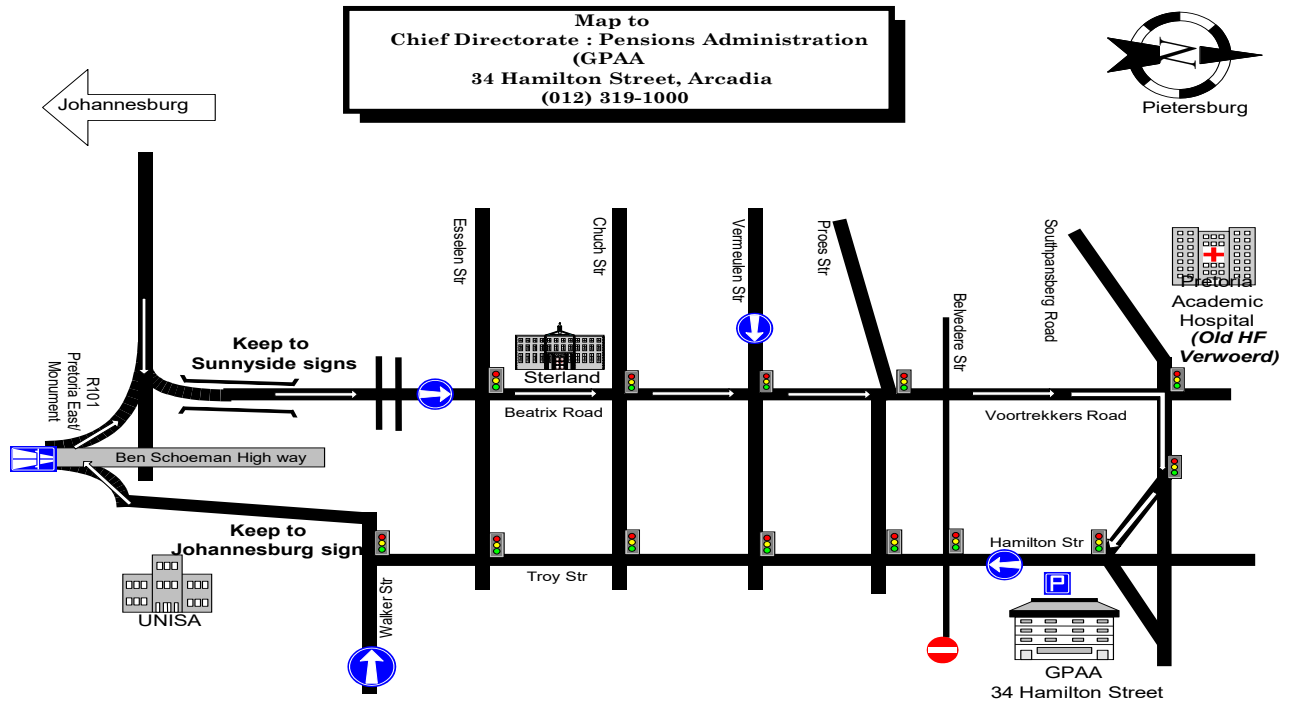 Map to
Chief Directorate : Pensions Administration
(GPAA
34 Hamilton Street, Arcadia
(012) 319-1000
N
Pietersburg
Johannesburg
Esselen Str
Chuch Str
Vermeulen Str
Proes Str
Belvedere Str
Southpansberg Road
Pretoria
Academic
Hospital
(Old HF
Verwoerd)
Keep to
Sunnyside signs
Sterland
Beatrix Road
Voortrekkers Road
R101
Pretoria East/
Monument
Ben Schoeman High way
Keep to
Johannesburg sign
Hamilton Str
Troy Str
P
UNISA
Walker Str
GPAA
34 Hamilton Street